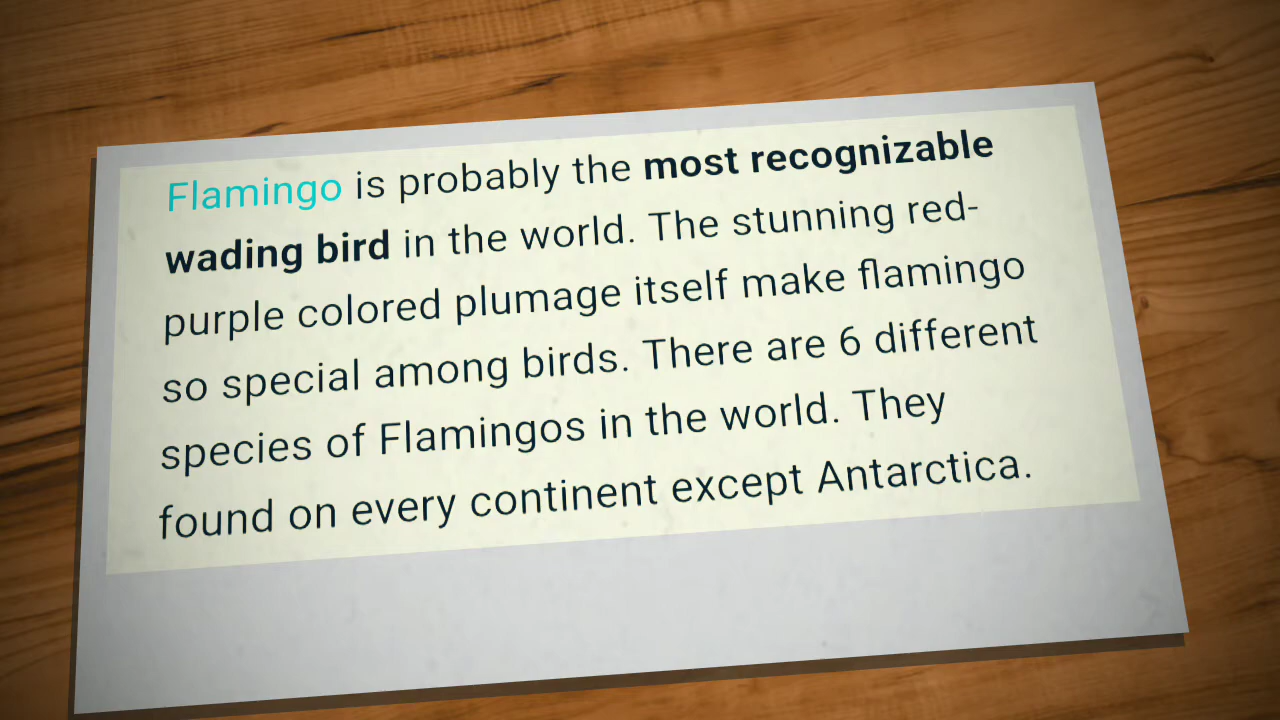 Flamingo is probably the most recognizable
wading bird in the world. The stunning red-
purple colored plumage itself make flamingo
so special among birds. There are 6 different
species of Flamingos in the world. They
found on every continent except Antarctica.